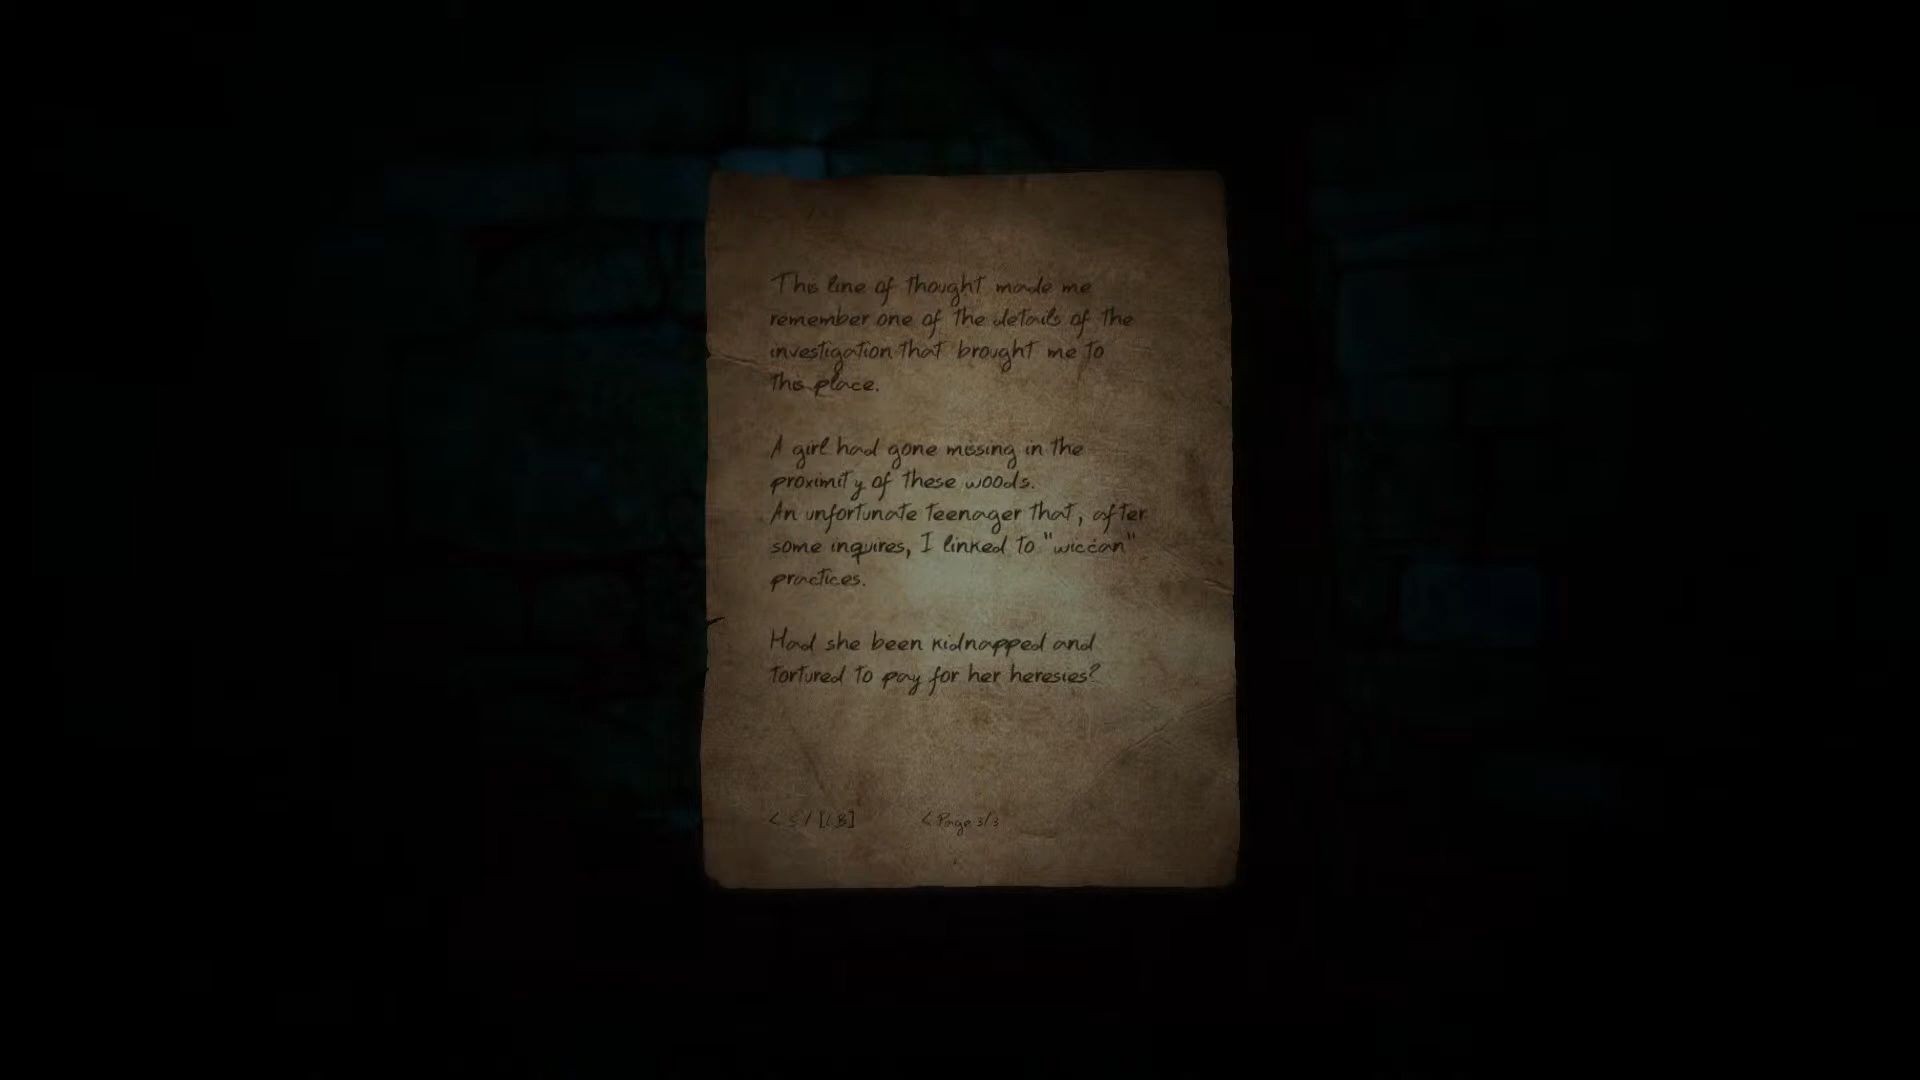 This line of thought made me
remember one of the details of the
investigation that brought me to
this place.
A girl had gone missing in the
proximity of these woods.
An unfortunate teenager that, after
some inquires, I linked to "wiccan"
practices.
Had she been kidnapped and
tortured to pay for her heresies?
< S / [LB] < Page 3/3